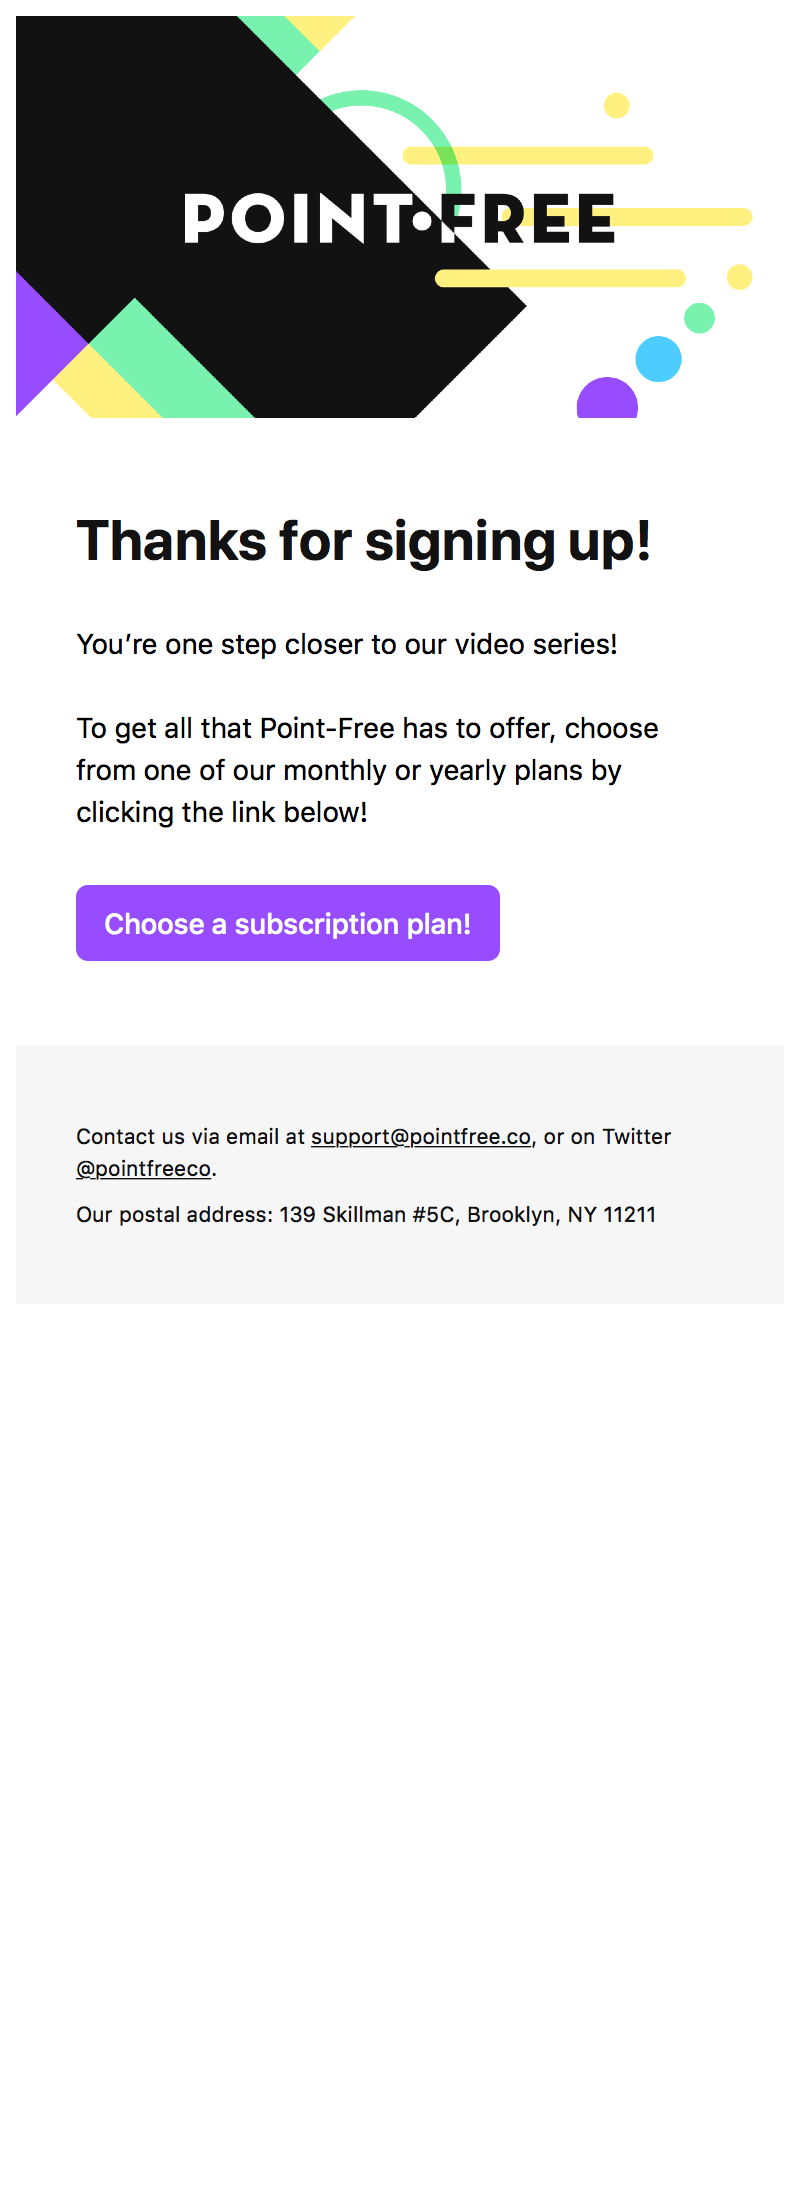 POINT•FREE
Thanks for signing up!
You’re one step closer to our video series!
To get all that Point-Free has to offer, choose
from one of our monthly or yearly plans by
clicking the link below!
Choose a subscription plan!
Contact us via email at support@pointfree.co, or on Twitter
@pointfreeco.
Our postal address: 139 Skillman #5C, Brooklyn, NY 11211